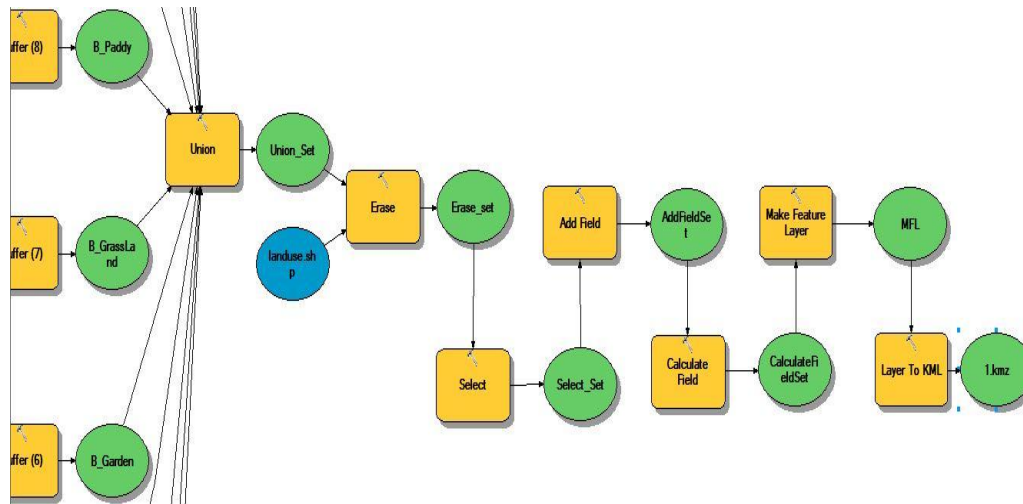 uffer (8)
B_Paddy
Union
Union_Set
Erase
Erase_set
landuse.sh
p
uffer (7)
B_GrassLa
nd
Add Field
AddFieldSe
t
Make Feature
Layer
MFL
Select
Select_Set
Calculate
Field
CalculateFi
eldSet
Layer To KML
1.kmz
uffer (6)
B_Garden